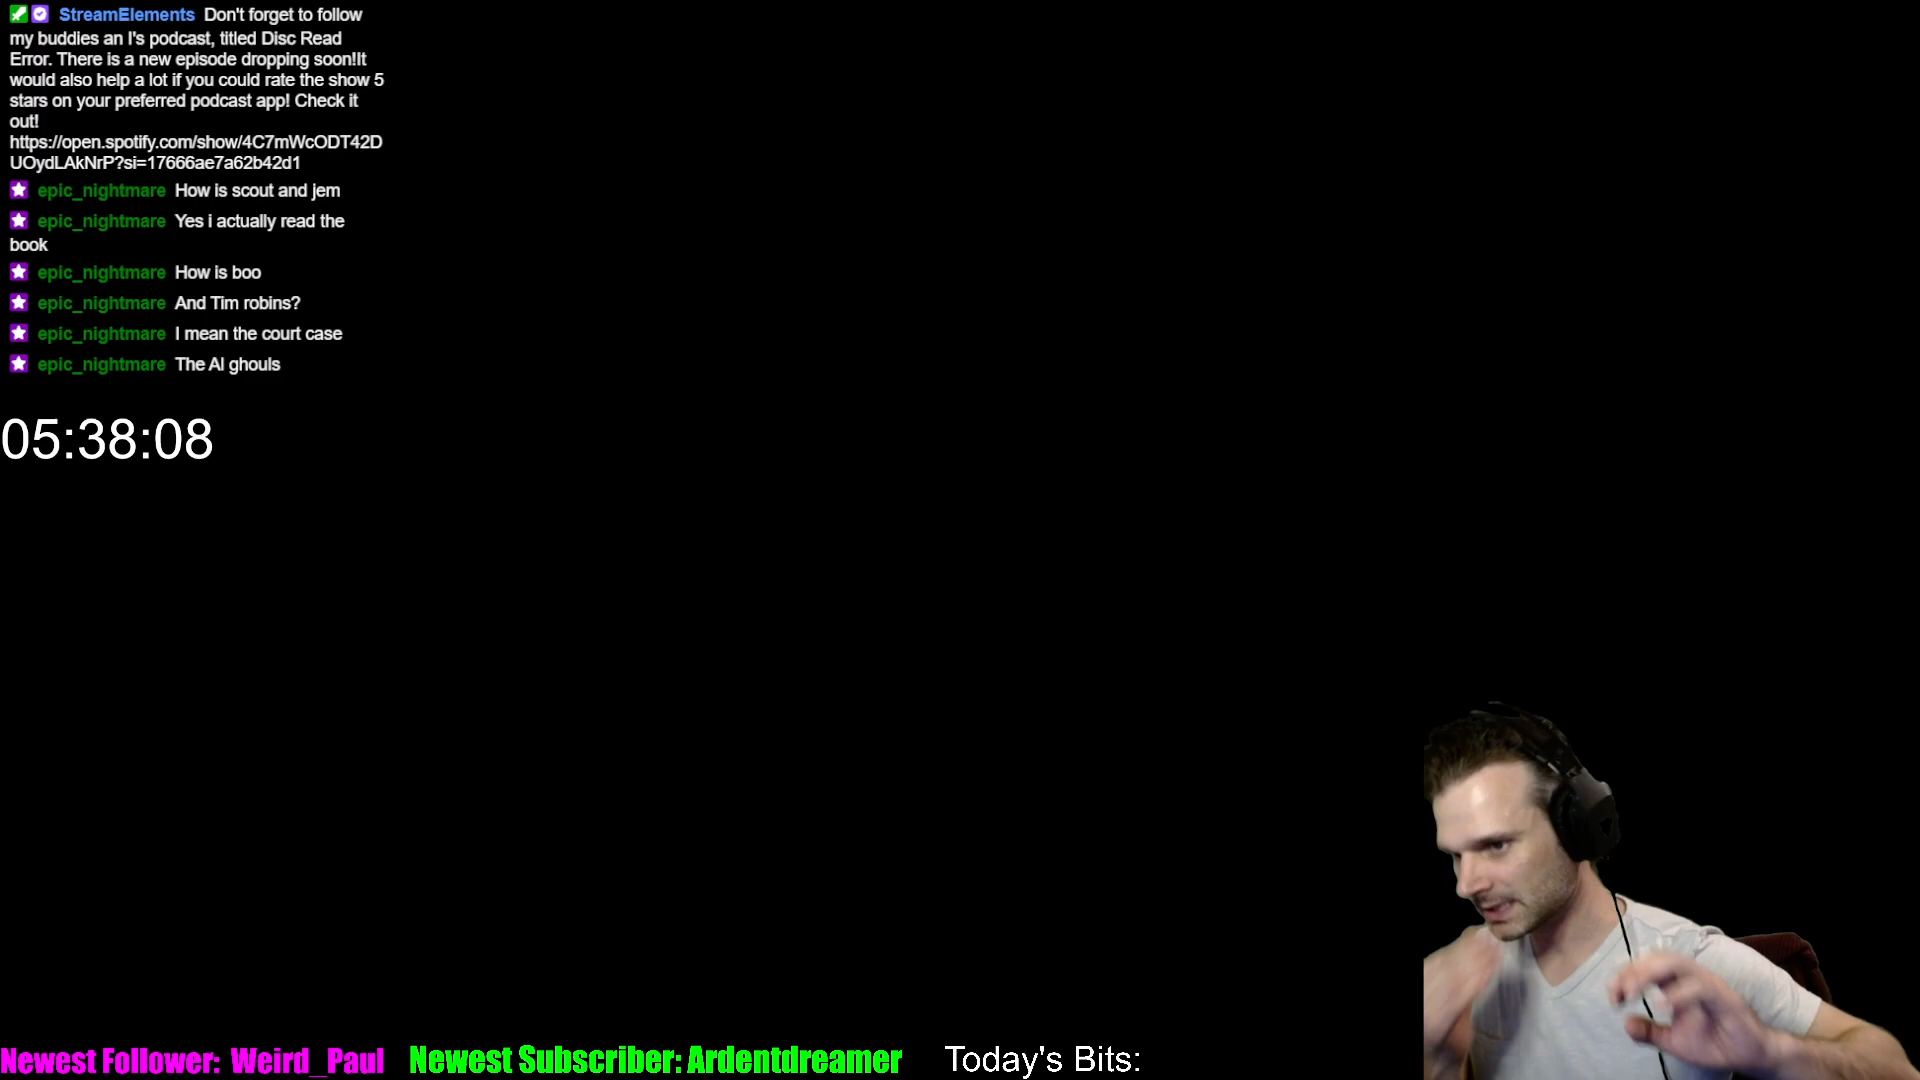 StreamElements Don't forget to follow
my buddies an I's podcast, titled Disc Read
Error. There is a new episode dropping soon!It
would also help a lot if you could rate the show 5
stars on your preferred podcast app! Check it
out!
https://open.spotify.com/show/4C7mWcODT42D
UOydLAkNrP?si=17666ae7a62b42d1
epic_nightmare How is scout and jem
epic_nightmare Yes i actually read the
book
epic_nightmare How is boo
epic_nightmare And Tim robins?
epic_nightmare I mean the court case
epic_nightmare The Al ghouls
05:38:08
Newest Follower: Weird_Paul Newest Subscriber: Ardentdreamer Today's Bits: